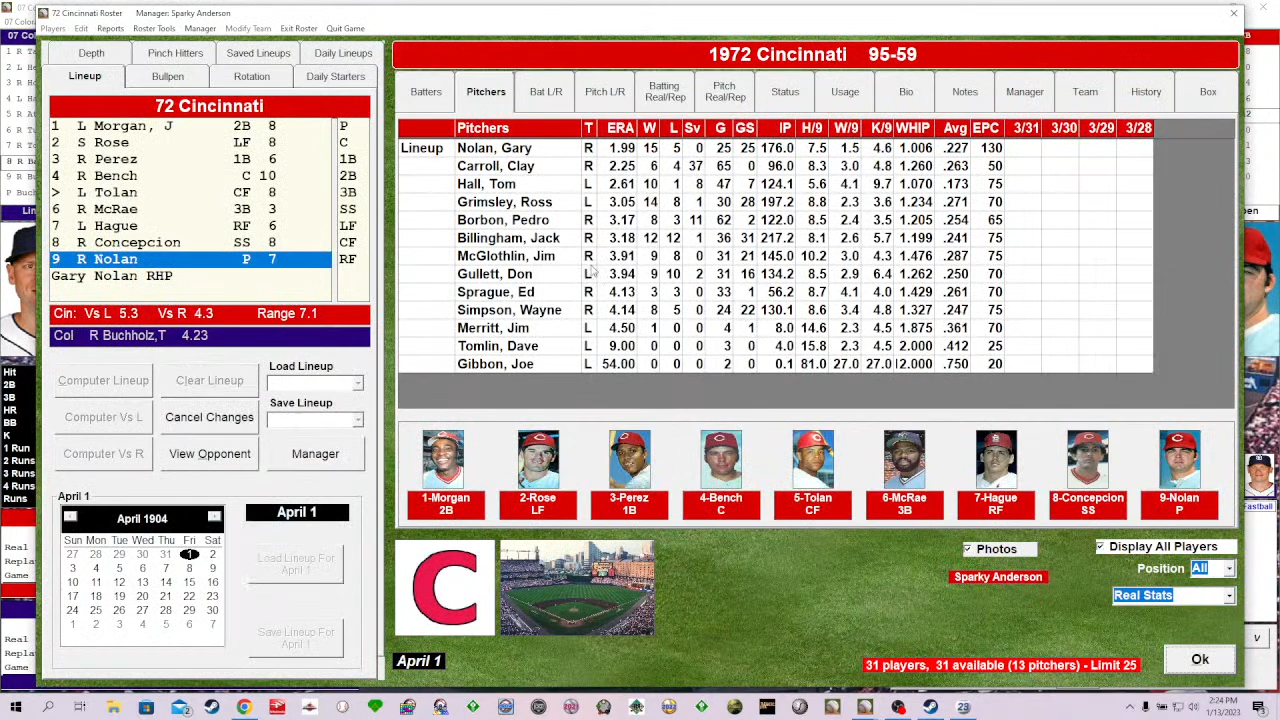 72 Cincinnati Roster Manager: Sparky Anderson
Players Edit Reports Roster Tools Manager Modify Team Exit Roster Quit Game
Depth Pinch Hitters Saved Lineups Daily Lineups
Lineup Bullpen Rotation Daily Starters
72 Cincinnati
1 L Morgan, J 2B 8 P
2 S Rose LF 8 C
3 R Perez 1B 6 1B
4 R Bench C 10 2B
> L Tolan CF 8 3B
6 R McRae 3B 3 SS
7 L Hague RF 6 LF
8 R Concepcion SS 8 CF
9 R Nolan P 7 RF
Gary Nolan RHP
Cin: Vs L 5.3 Vs R 4.3 Range 7.1
Col R Buchholz,T 4.23
Computer Lineup Clear Lineup Load Lineup
Computer Vs L Cancel Changes Save Lineup
Computer Vs R View Opponent Manager
April 1
April 1904
Sun Mon Tue Wed Thu Fri Sat
27 28 29 30 31 1 2
3 4 5 6 7 8 9
10 11 12 13 14 15 16
17 18 19 20 21 22 23
24 25 26 27 28 29 30
1 2 3 4 5 6 7
April 1
Load Lineup For April 1
Save Lineup For April 1
1972 Cincinnati 95-59
Batters Pitchers Bat L/R Pitch L/R Batting Real/Rep Pitch Real/Rep Status Usage Bio Notes Manager Team History Box
Pitchers T ERA W L Sv G GS IP H/9 W/9 K/9 WHIP Avg EPC 3/31 3/30 3/29 3/28
Lineup Nolan, Gary R 1.99 15 5 0 25 25 176.0 7.5 1.5 4.6 1.006 .227 130
Carroll, Clay R 2.25 6 4 37 65 0 96.0 8.3 3.0 4.8 1.260 .263 50
Hall, Tom L 2.61 10 1 8 47 7 124.1 5.6 4.1 9.7 1.070 .173 75
Grimsley, Ross L 3.05 14 8 1 30 28 197.2 8.8 2.3 3.6 1.234 .271 70
Borbon, Pedro R 3.17 8 3 11 62 2 122.0 8.5 2.4 3.5 1.205 .254 65
Billingham, Jack R 3.18 12 12 1 36 31 217.2 8.1 2.6 5.7 1.199 .241 75
McGlothlin, Jim R 3.91 9 8 0 31 21 145.0 10.2 3.0 4.3 1.476 .287 75
Gullett, Don L 3.94 9 10 2 31 16 134.2 8.5 2.9 6.4 1.262 .250 70
Sprague, Ed R 4.13 3 3 0 33 1 56.2 8.7 4.1 4.0 1.429 .261 70
Simpson, Wayne R 4.14 8 5 0 24 22 130.1 8.6 3.4 4.8 1.327 .247 75
Merritt, Jim L 4.50 1 0 0 4 1 8.0 14.6 2.3 4.5 1.875 .361 70
Tomlin, Dave L 9.00 0 0 0 3 0 4.0 15.8 2.3 4.5 2.000 .412 25
Gibbon, Joe L 54.00 0 0 0 2 0 0.1 81.0 27.0 27.0 12.000 .750 20
1-Morgan 2B
2-Rose LF
3-Perez 1B
4-Bench C
5-Tolan CF
6-McRae 3B
7-Hague RF
8-Concepcion SS
9-Nolan P
C
Photos
Display All Players
Position All
Sparky Anderson
Real Stats
April 1
31 players, 31 available (13 pitchers) - Limit 25
Ok
Hits
2B
3B
HR
BB
K
1 Run
2 Runs
3 Runs
4 Runs
Runs
Real
Game
Real
Game
Fastball
2:24 PM
1/13/2023